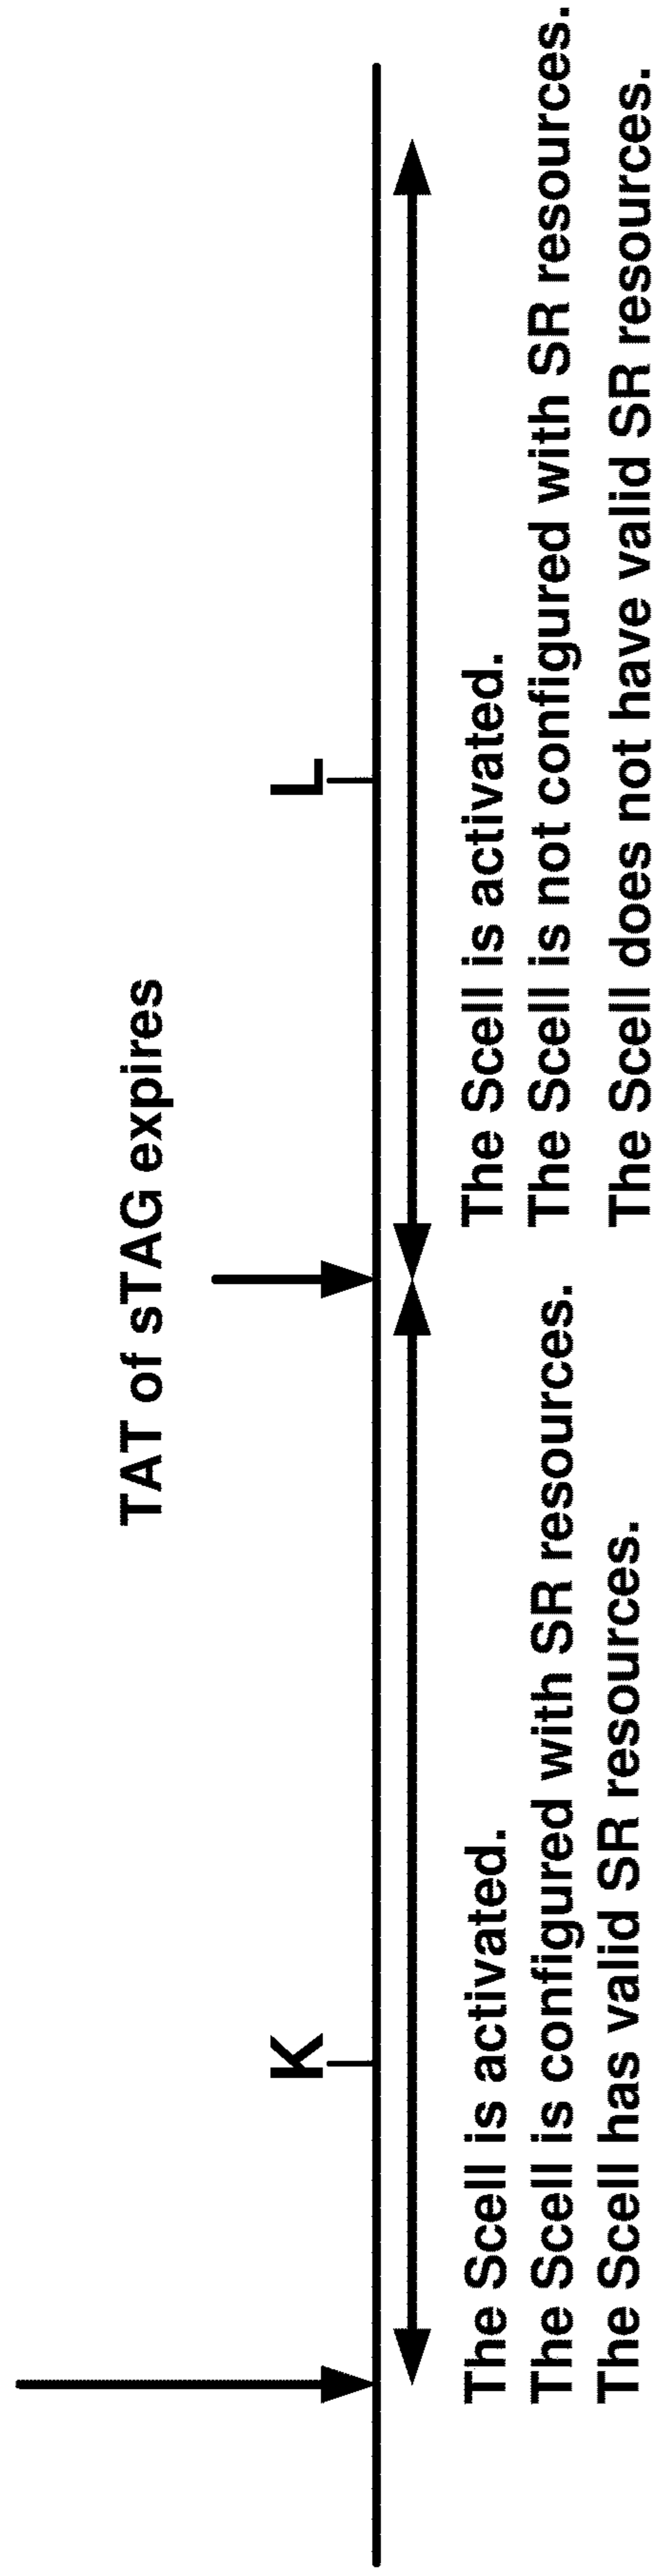 TAT of sTAG expires
K
L
The Scell is activated.
The Scell is configured with SR resources.
The Scell has valid SR resources.
The Scell is activated.
The Scell is not configured with SR resources.
The Scell does not have valid SR resources.